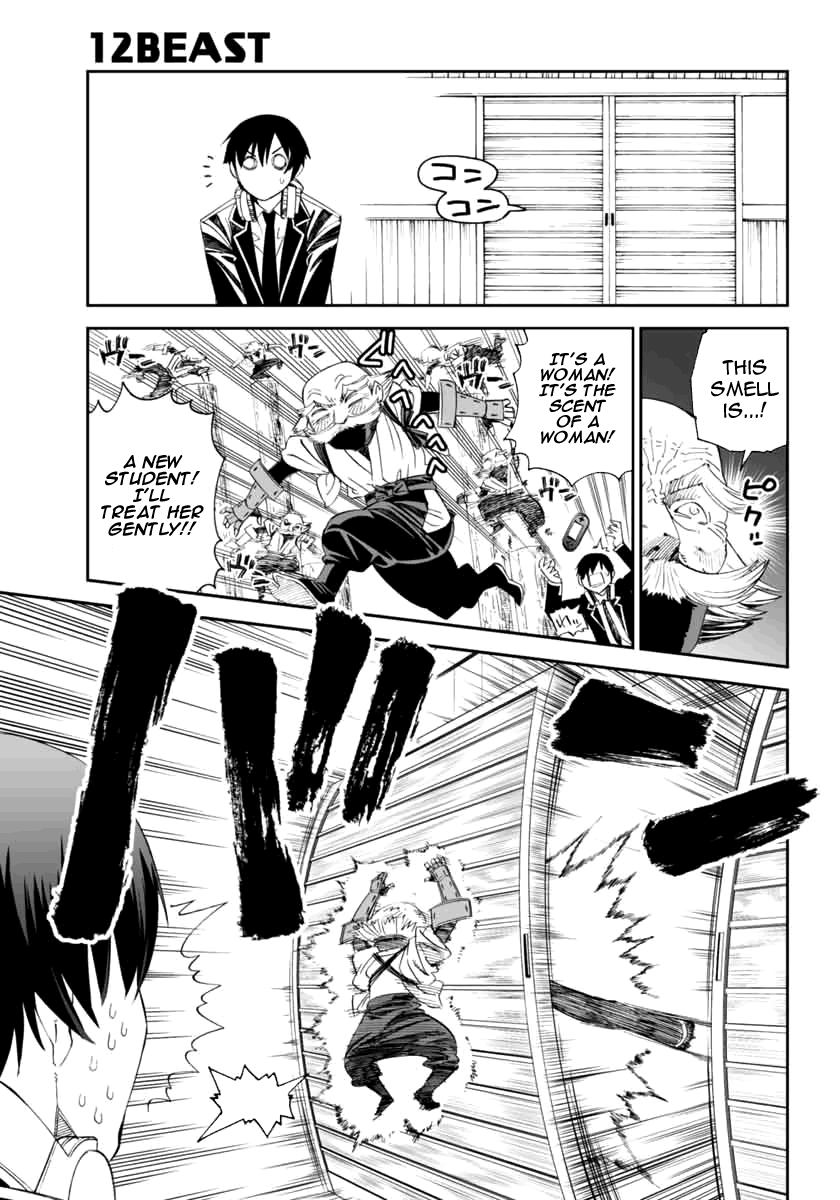 12BEAST
コン
コン
THIS
SMELL
IS...!
ピクッ
IT'S A
WOMAN!
IT'S THE
SCENT
OF A
WOMAN!
A NEW
STUDENT!
I'LL
TREAT HER
GENTLY!!